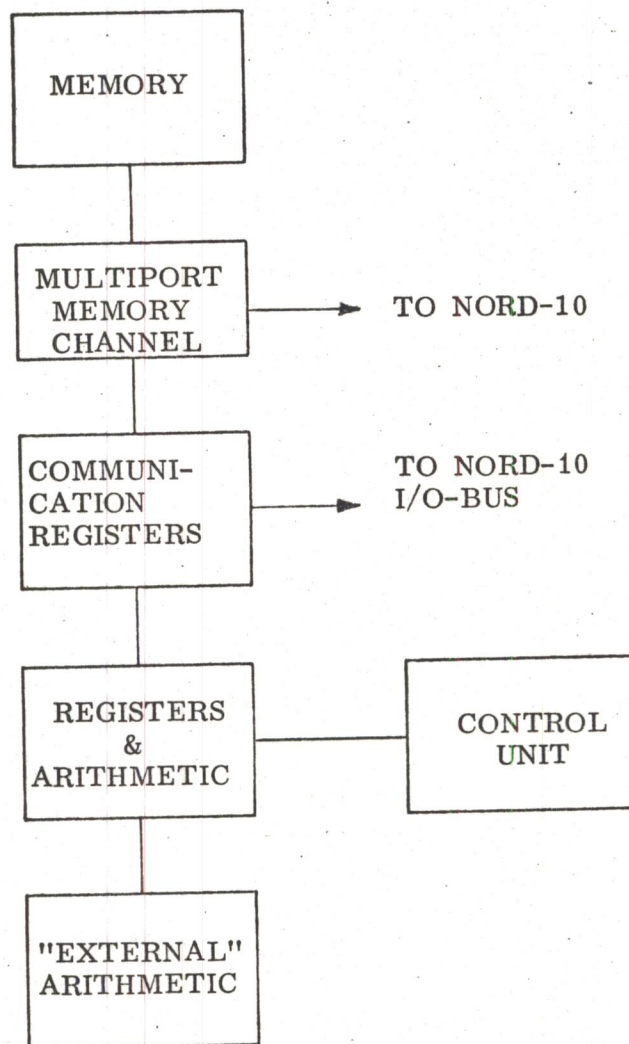 MEMORY
MULTIPORT
MEMORY
CHANNEL
TO NORD-10
COMMUNI-
CATION
REGISTERS
TO NORD-10
I/O-BUS
REGISTERS
&
ARITHMETIC
CONTROL
UNIT
"EXTERNAL"
ARITHMETIC